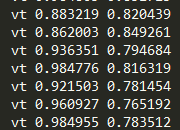 vt 0.883219 0.820439
vt 0.862003 0.849261
vt 0.936351 0.794684
vt 0.984776 0.816319
vt 0.921503 0.781454
vt 0.960927 0.765192
vt 0.984955 0.783512